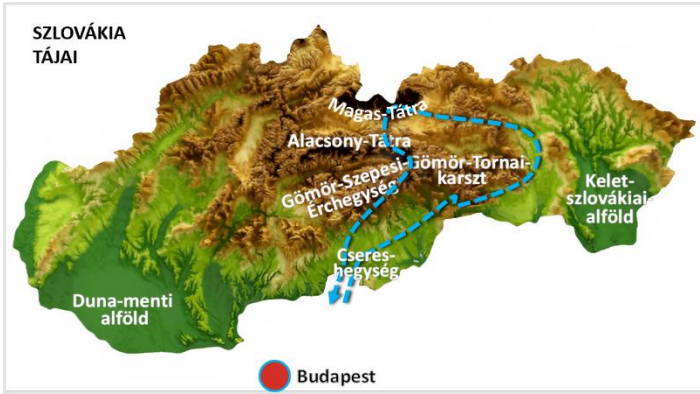 SZLOVÁKIA
TÁJAI
Magas-Tátra
Alacsony-Tátra
Gömör-Szepesi-
Érchegység
Gömör-Tornai-
karszt
Kelet-
szlovákiai-
alföld
Cseres-
hegység
Duna-menti
alföld
Budapest